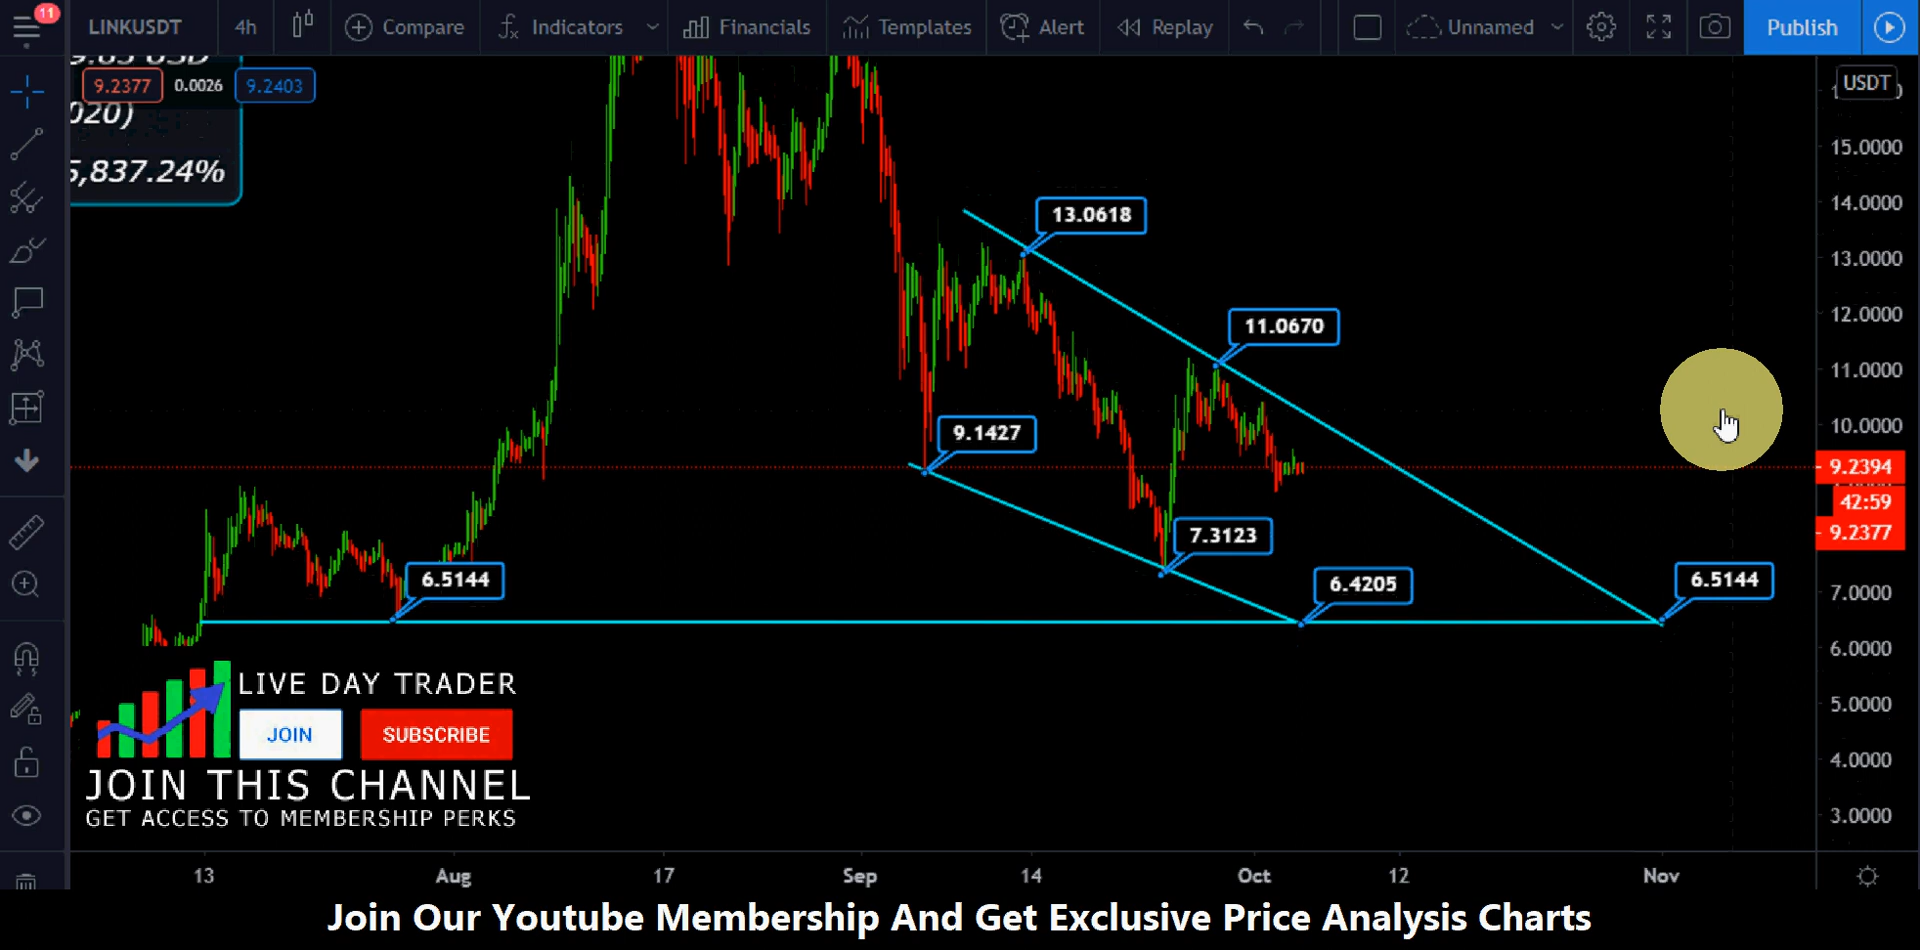 11
LINKUSDT 4h Compare Indicators Financials Templates Alert Replay Unnamed Publish
9.2377 0.0026 9.2403
020)
5,837.24%
USDT
15.0000
14.0000
13.0000
12.0000
11.0000
10.0000
9.2394
42:59
9.2377
7.0000
6.0000
5.0000
4.0000
3.0000
13.0618
11.0670
9.1427
7.3123
6.5144
6.4205
6.5144
LIVE DAY TRADER
JOIN SUBSCRIBE
JOIN THIS CHANNEL
GET ACCESS TO MEMBERSHIP PERKS
13 Aug 17 Sep 14 Oct 12 Nov
Join Our Youtube Membership And Get Exclusive Price Analysis Charts